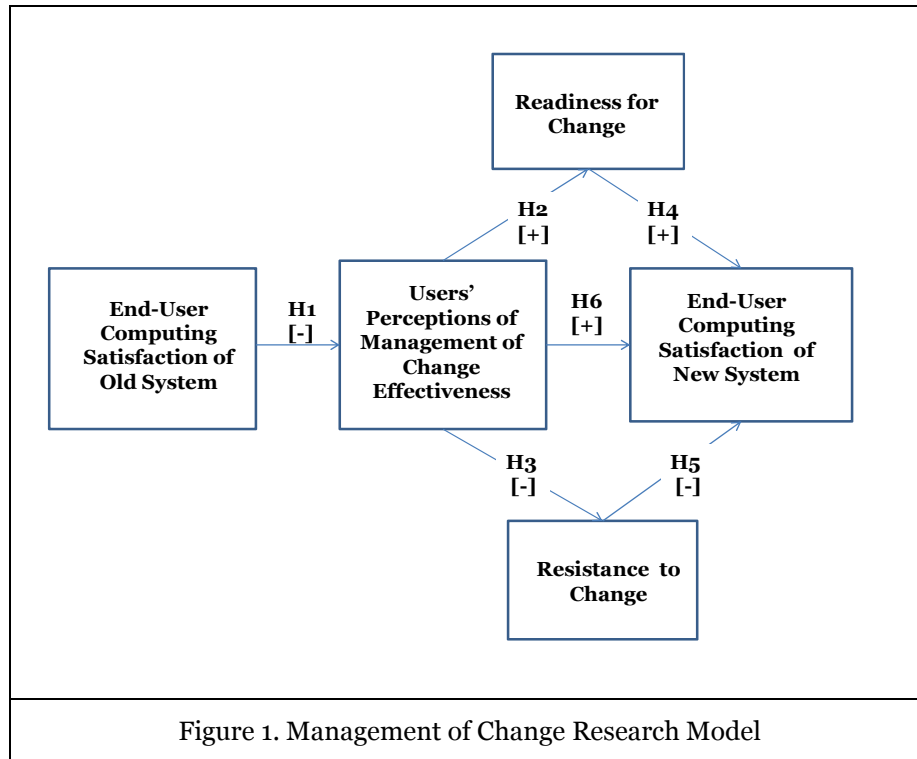 Readiness for
Change
H2
[+]
H4
[+]
End-User
Computing
Satisfaction of
Old System
H1
[-]
Users'
Perceptions of
Management of
Change
Effectiveness
H6
[+]
End-User
Computing
Satisfaction of
New System
H3
[-]
H5
[-]
Resistance to
Change
Figure 1. Management of Change Research Model